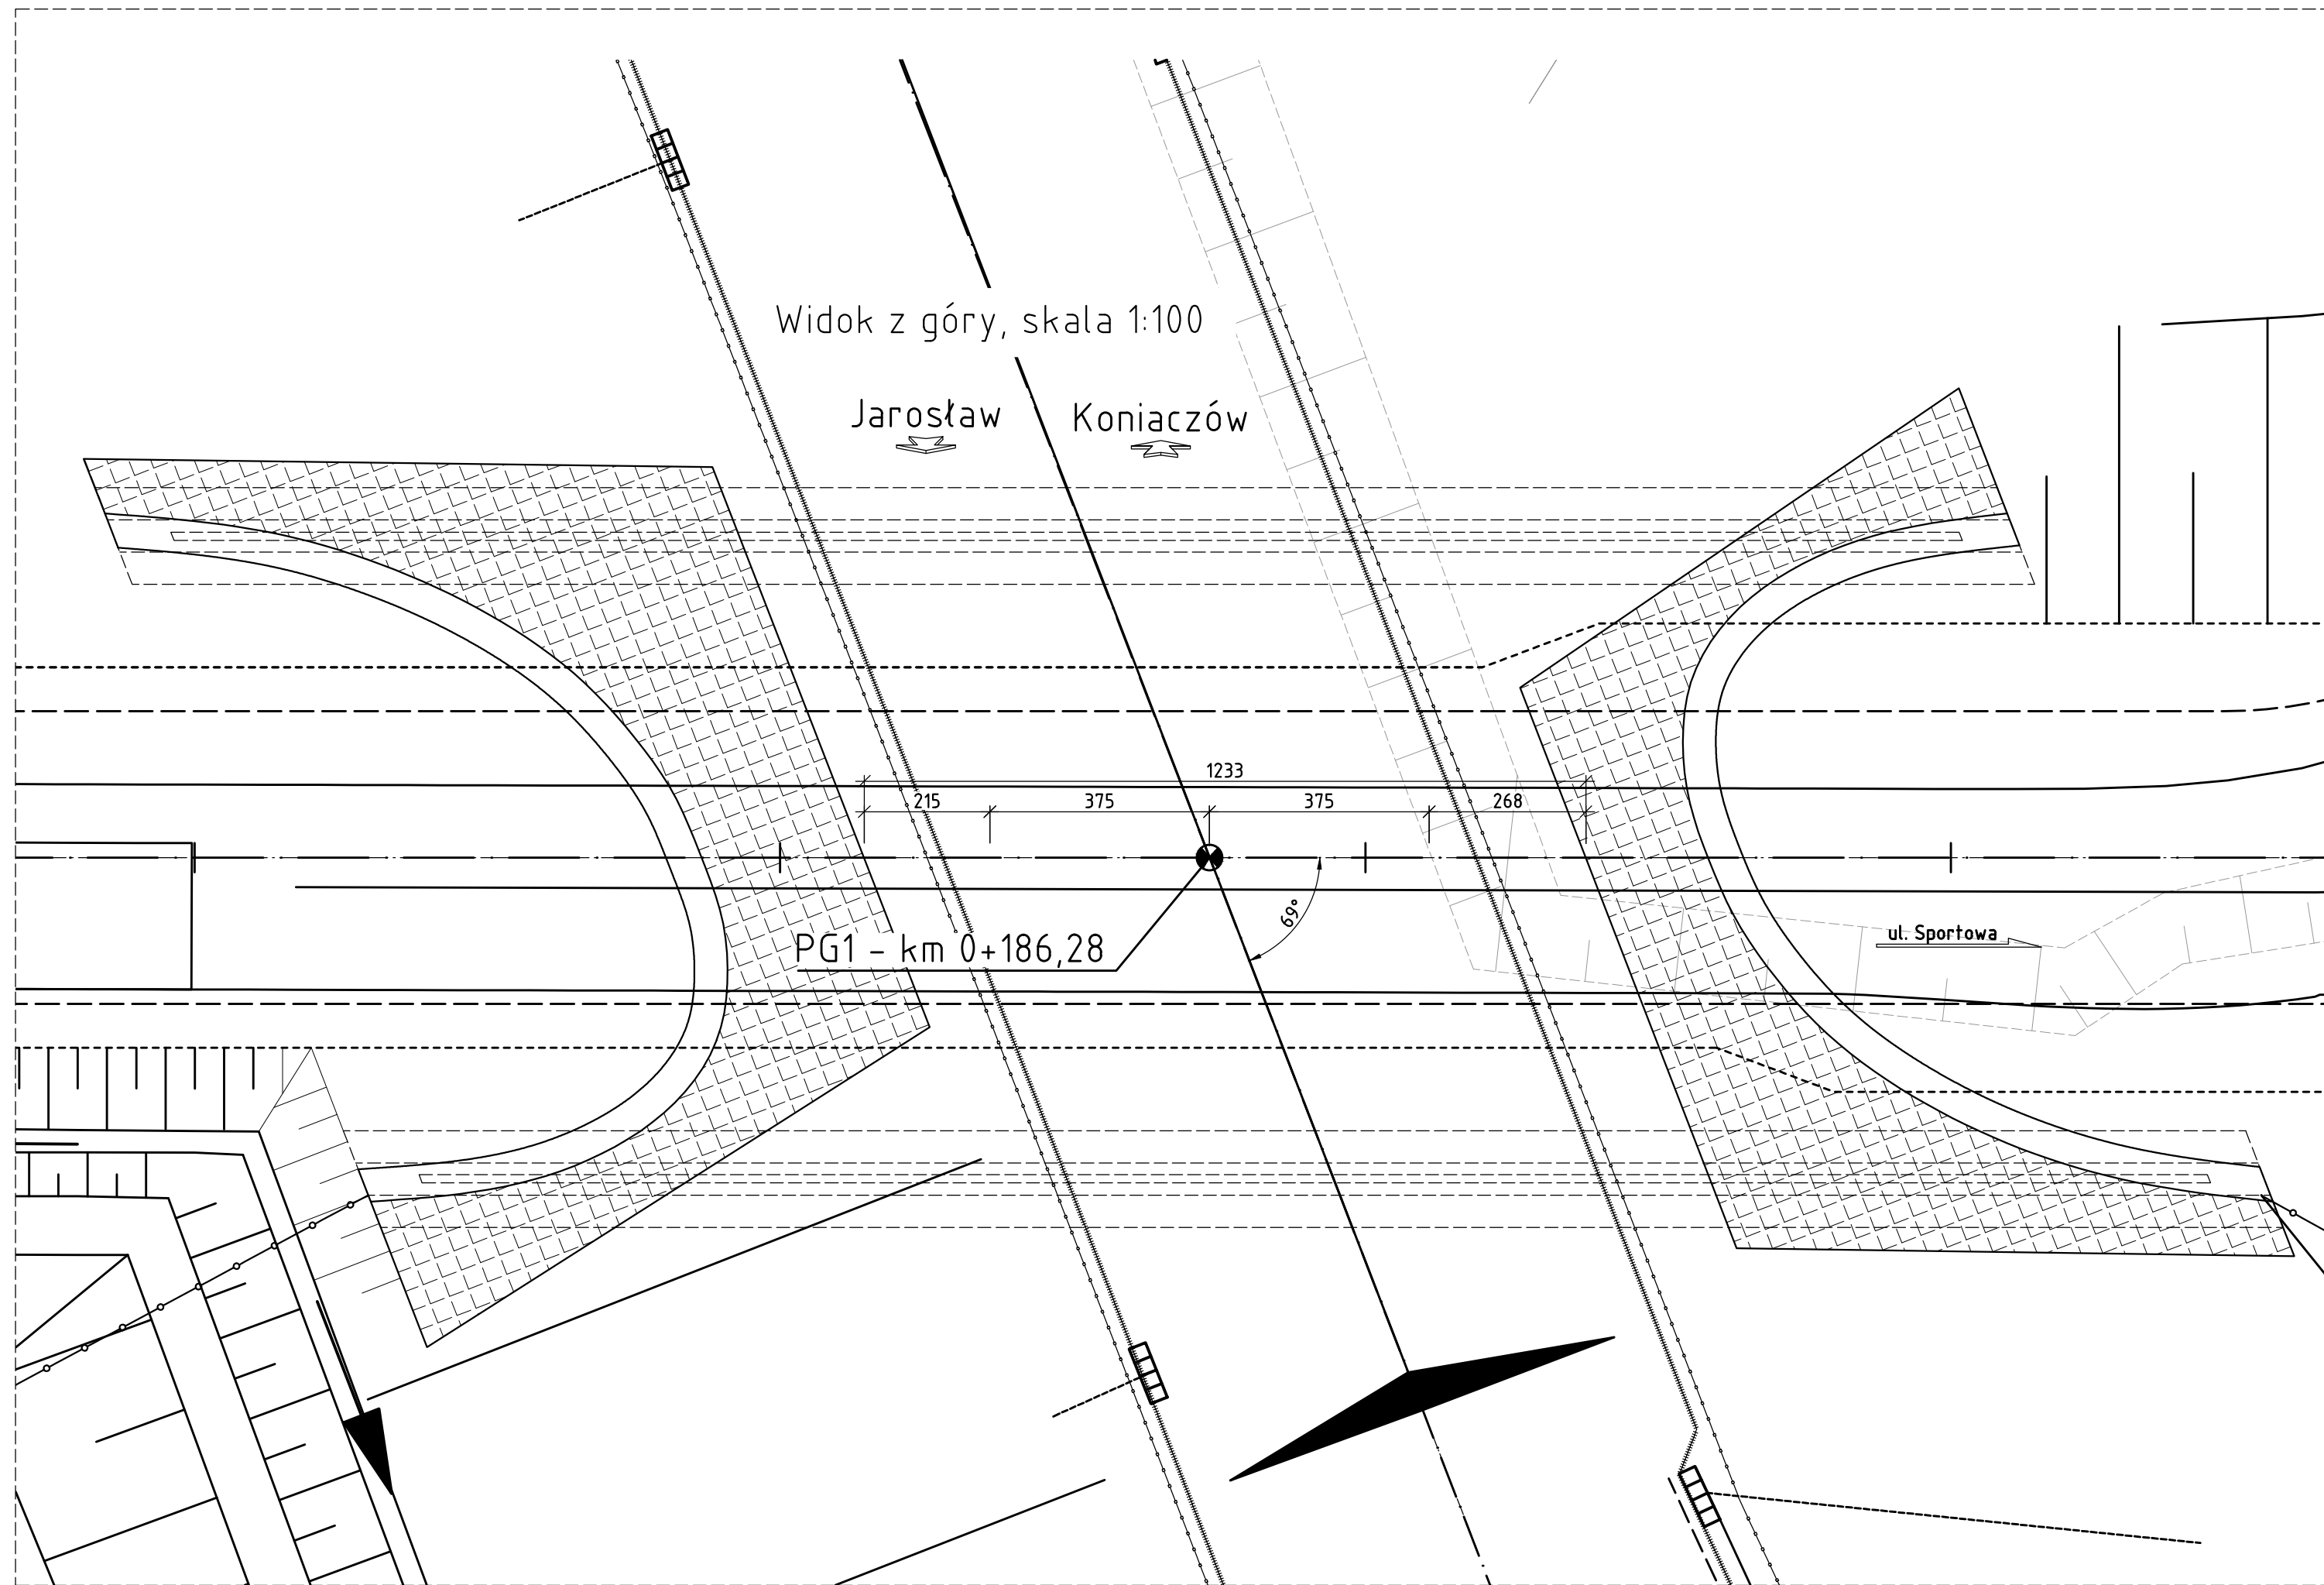 Widok z góry, skala 1:100
Jarosław
Koniaczów
1233
215
375
375
268
69°
PG1 - km 0+186,28
ul. Sportowa